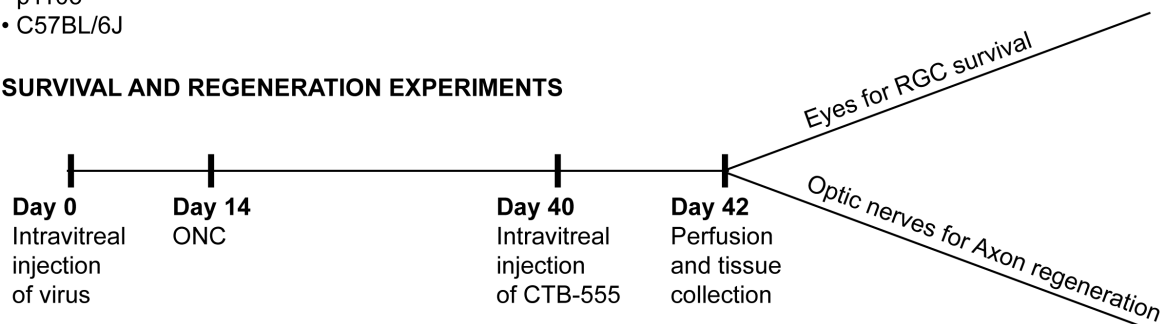 • C57BL/6J
SURVIVAL AND REGENERATION EXPERIMENTS
Eyes for RGC survival
Optic nerves for Axon regeneration
Day 0
Intravitreal
injection
of virus
Day 14
ONC
Day 40
Intravitreal
injection
of CTB-555
Day 42
Perfusion
and tissue
collection